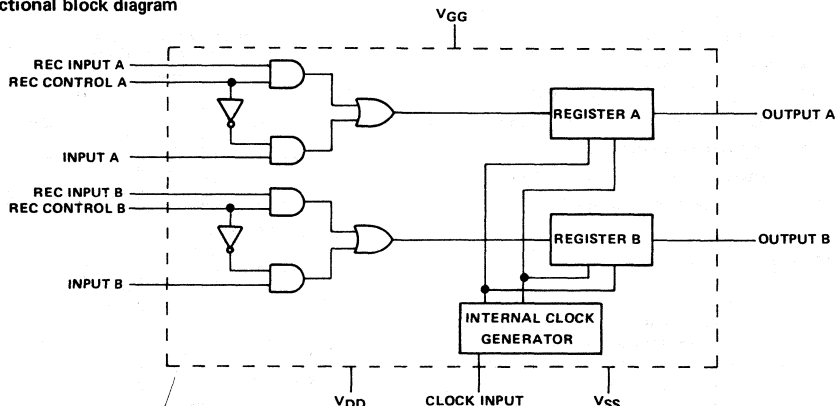 ctional block diagram
VGG
REC INPUT A
REC CONTROL A
REGISTER A
OUTPUT A
INPUT A
REC INPUT B
REC CONTROL B
REGISTER B
OUTPUT B
INPUT B
INTERNAL CLOCK
GENERATOR
VDD
CLOCK INPUT
VSS